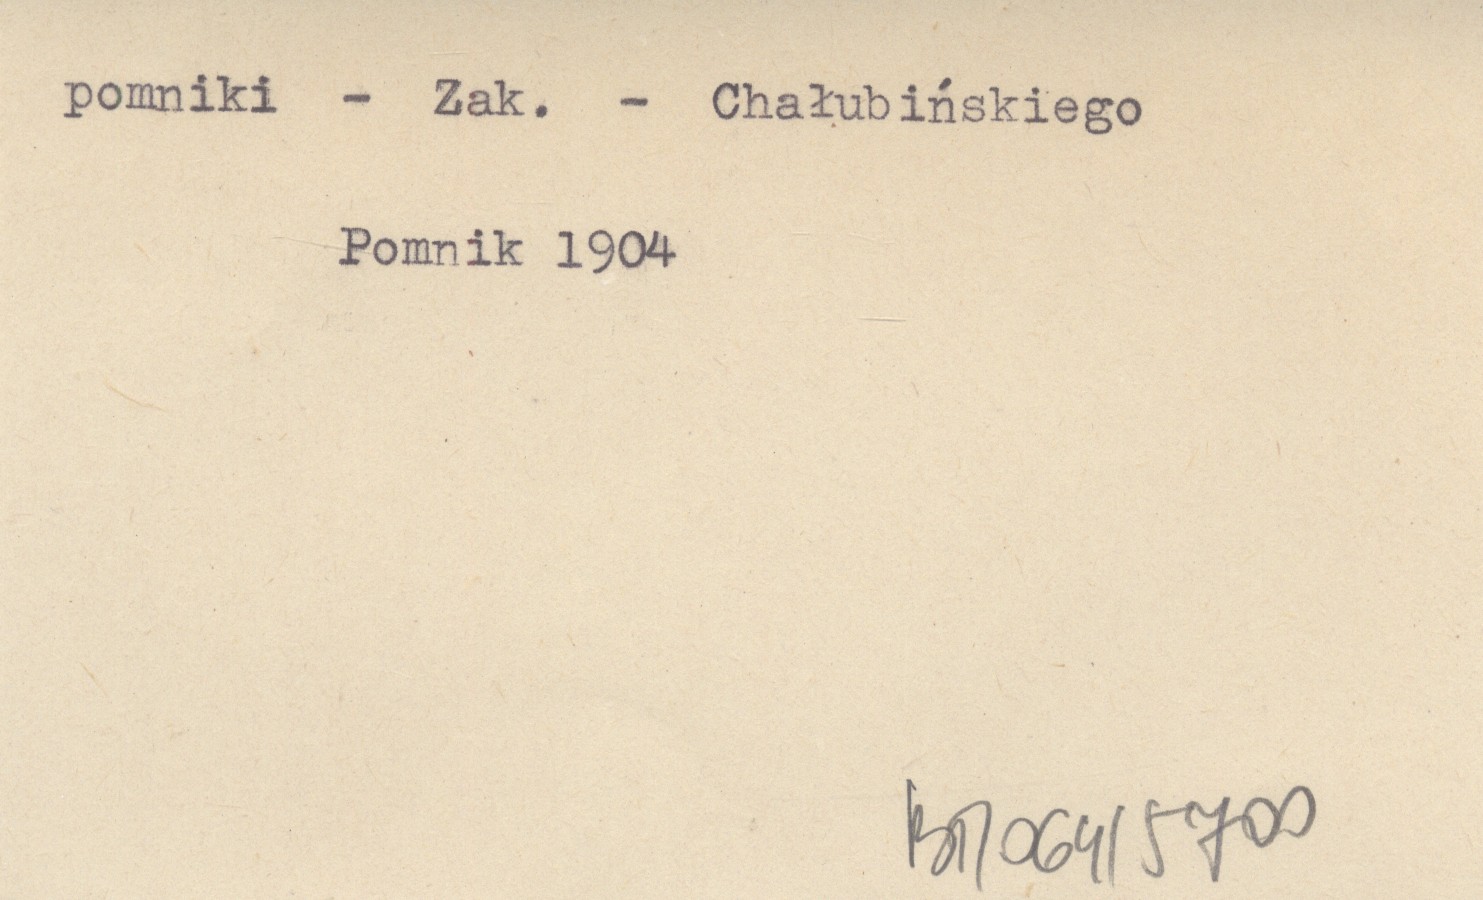 pomniki - Zak. - Chałubińskiego
Pomnik 1904